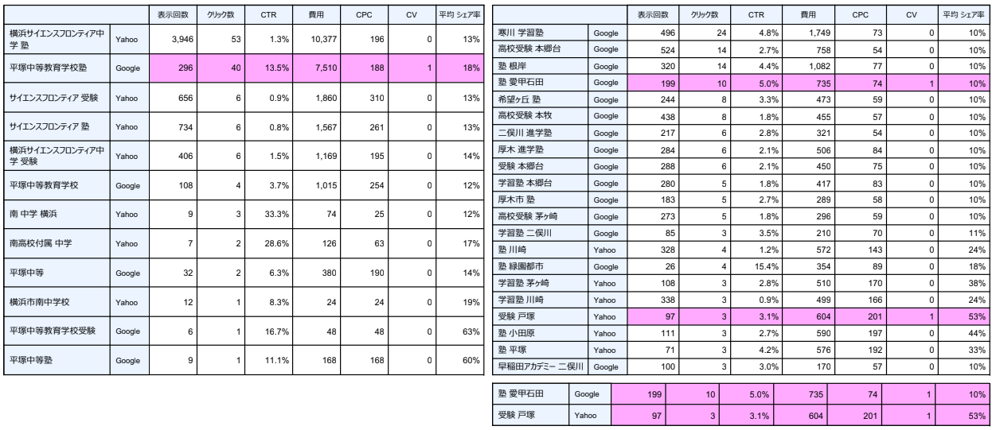 表示回数 クリック数 CTR 費用 CPC CV 平均 シェア率
横浜サイエンスフロンティア中
学 塾 Yahoo 3,946 53 1.3% 10,377 196 0 13%
平塚中等教育学校塾 Google 296 40 13.5% 7,510 188 1 18%
サイエンスフロンティア 受験 Yahoo 656 6 0.9% 1,860 310 0 13%
サイエンスフロンティア 塾 Yahoo 734 6 0.8% 1,567 261 0 13%
横浜サイエンスフロンティア中
学 受験 Yahoo 406 6 1.5% 1,169 195 0 14%
平塚中等教育学校 Google 108 4 3.7% 1,015 254 0 12%
南 中学 横浜 Yahoo 9 3 33.3% 74 25 0 12%
南高校付属 中学 Yahoo 7 2 28.6% 126 63 0 17%
平塚中等 Google 32 2 6.3% 380 190 0 14%
横浜市南中学校 Yahoo 12 1 8.3% 24 24 0 19%
平塚中等教育学校受験 Google 6 1 16.7% 48 48 0 63%
平塚中等塾 Google 9 1 11.1% 168 168 0 60%
表示回数 クリック数 CTR 費用 CPC CV 平均 シェア率
寒川 学習塾 Google 496 24 4.8% 1,749 73 0 10%
高校受験 本郷台 Google 524 14 2.7% 758 54 0 10%
塾 根岸 Google 320 14 4.4% 1,082 77 0 10%
塾 愛甲石田 Google 199 10 5.0% 735 74 1 10%
希望ヶ丘 塾 Google 244 8 3.3% 473 59 0 10%
高校受験 本牧 Google 438 8 1.8% 455 57 0 10%
二俣川 進学塾 Google 217 6 2.8% 321 54 0 10%
厚木 進学塾 Google 284 6 2.1% 506 84 0 10%
受験 本郷台 Google 288 6 2.1% 450 75 0 10%
学習塾 本郷台 Google 280 5 1.8% 417 83 0 10%
厚木市 塾 Google 183 5 2.7% 289 58 0 10%
高校受験 茅ヶ崎 Google 273 5 1.8% 296 59 0 10%
学習塾 二俣川 Google 85 3 3.5% 210 70 0 11%
塾 川崎 Yahoo 328 4 1.2% 572 143 0 24%
塾 緑園都市 Google 26 4 15.4% 354 89 0 18%
学習塾 茅ヶ崎 Yahoo 108 3 2.8% 510 170 0 38%
学習塾 川崎 Yahoo 338 3 0.9% 499 166 0 24%
受験 戸塚 Yahoo 97 3 3.1% 604 201 1 53%
塾 小田原 Yahoo 111 3 2.7% 590 197 0 44%
塾 平塚 Yahoo 71 3 4.2% 576 192 0 33%
早稲田アカデミー 二俣川 Google 100 3 3.0% 170 57 0 10%
塾 愛甲石田 Google 199 10 5.0% 735 74 1 10%
受験 戸塚 Yahoo 97 3 3.1% 604 201 1 53%